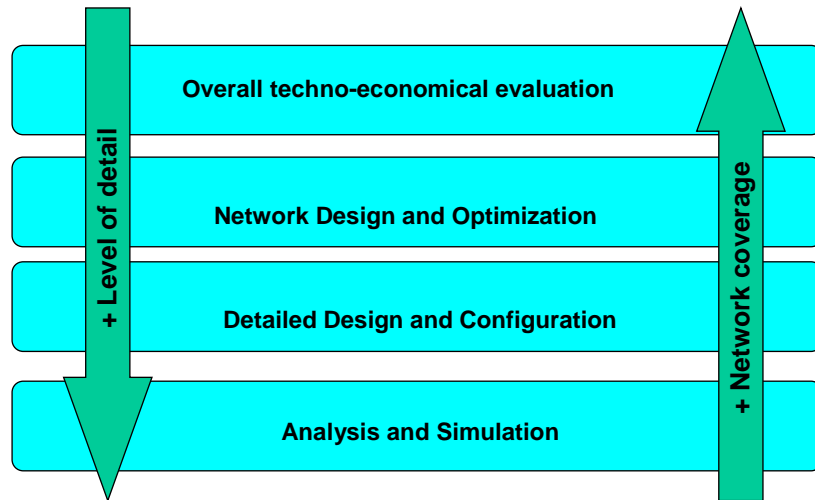 Overall techno-economical evaluation
+ Level of detail
Network Design and Optimization
+ Network coverage
Detailed Design and Configuration
Analysis and Simulation